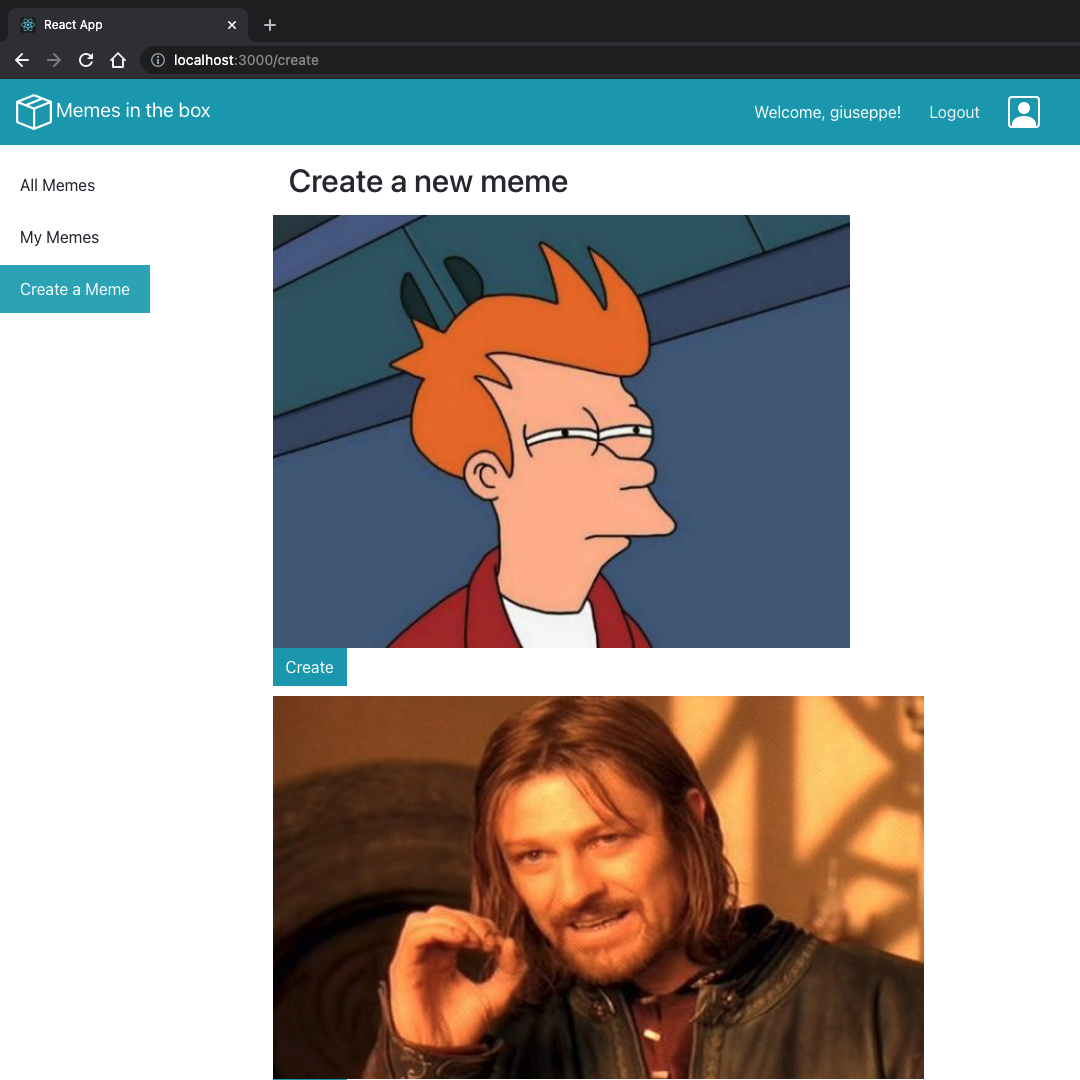 React App
localhost:3000/create
Memes in the box
Welcome, giuseppe!
Logout
All Memes
My Memes
Create a Meme
Create a new meme
Create